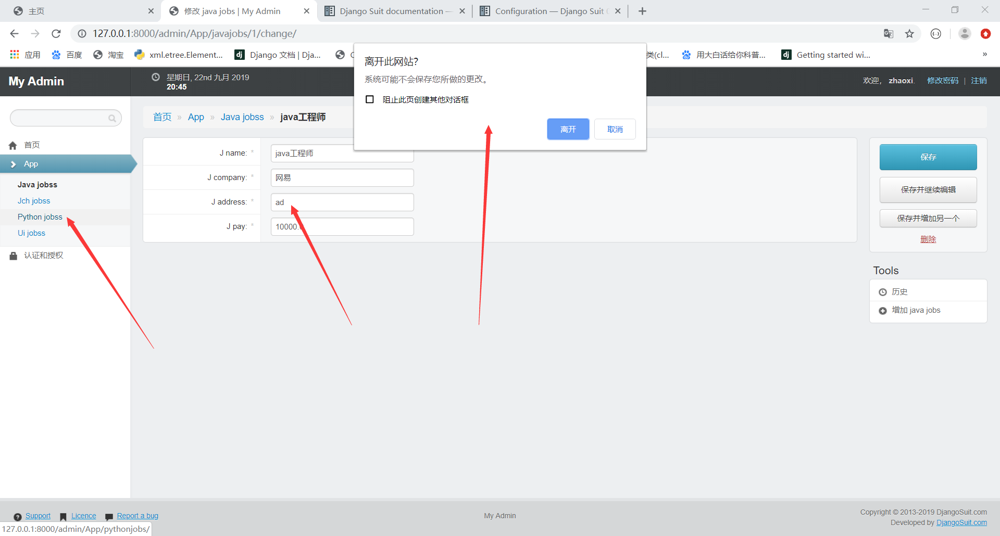 主页
修改 java jobs | My Admin
Django Suit documentation —
Configuration — Django Suit
127.0.0.1:8000/admin/App/javajobs/1/change/
应用
百度
淘宝
xml.etree.Element...
Django 文档 | Dja...
类(cl...
用大白话给你科普...
Getting started wi...
»
离开此网站?
系统可能不会保存您所做的更改。
阻止此页创建其他对话框
离开
取消
My Admin
星期日, 22nd 九月 2019
20:45
欢迎， zhaoxi. 修改密码 | 注销
首页 » App » Java jobss » java工程师
首页
App
Java jobss
Jch jobss
Python jobss
Ui jobss
认证和授权
J name: * java工程师
J company: * 网易
J address: * ad
J pay: * 10000.
保存
保存并继续编辑
保存并增加另一个
删除
Tools
历史
增加 java jobs
Support
Licence
Report a bug
My Admin
Copyright © 2013-2019 DjangoSuit.com
Developed by DjangoSuit.com
127.0.0.1:8000/admin/App/pythonjobs/